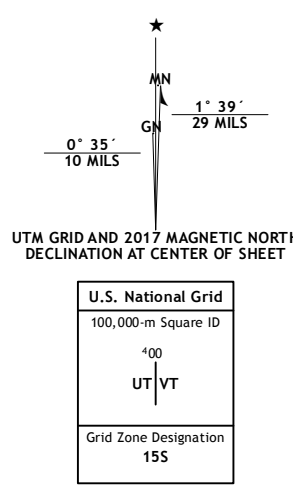 ★
MN
1° 39´
29 MILS
GN
0° 35´
10 MILS
UTM GRID AND 2017 MAGNETIC NORTH
DECLINATION AT CENTER OF SHEET
U.S. National Grid
100,000-m Square ID
⁴00
UT VT
Grid Zone Designation
15S